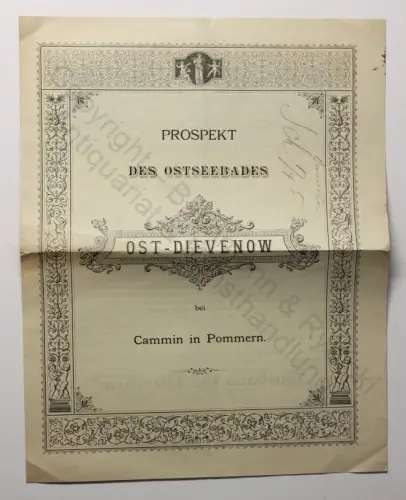 PROSPEKT
DES OSTSEEBADES
OST-DIEVENOW
bei
Cammin in Pommern.